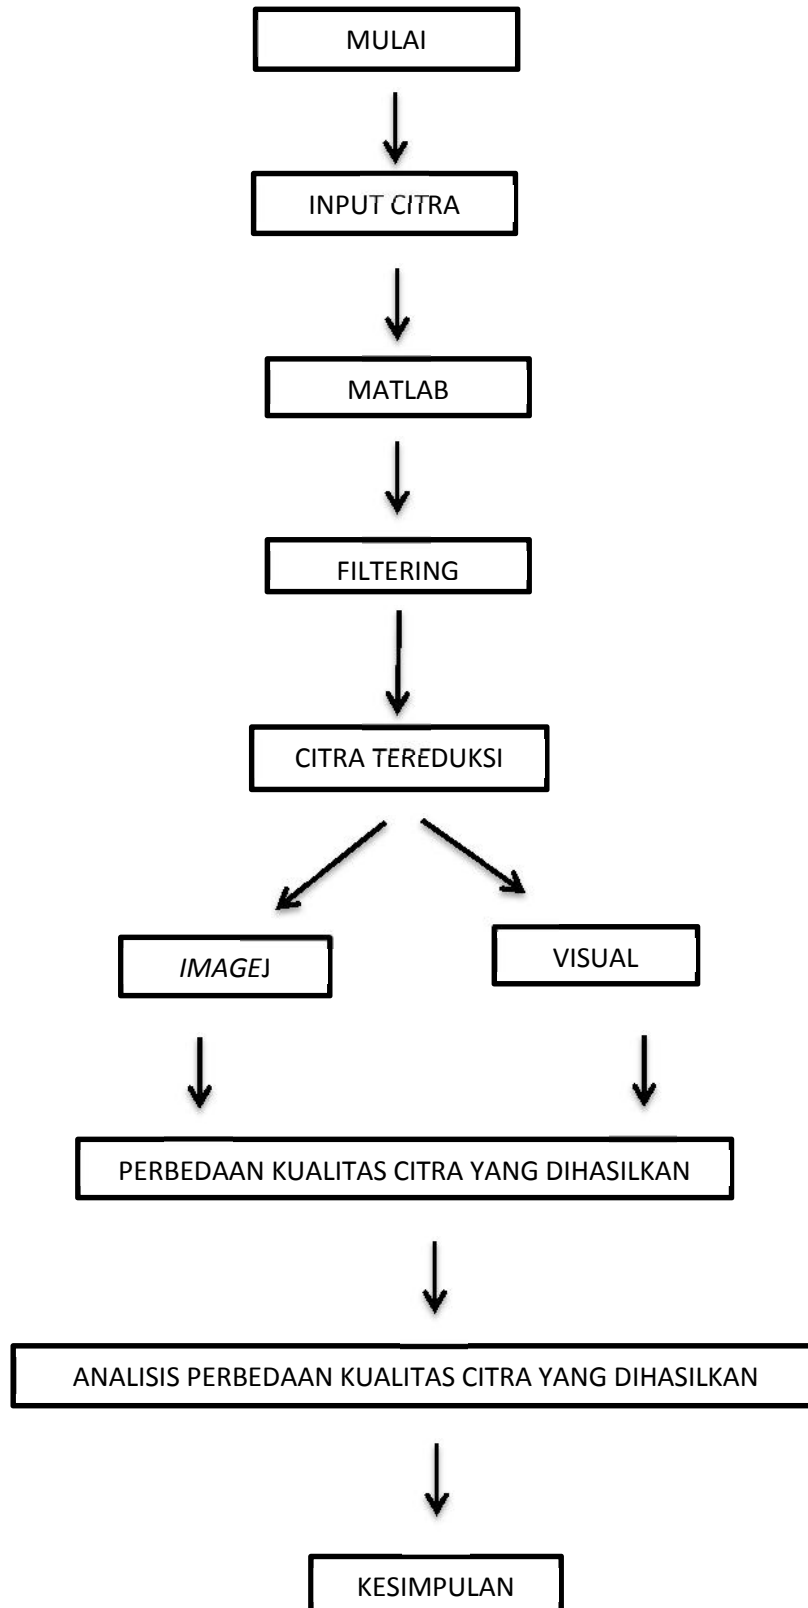 MULAI
INPUT CITRA
MATLAB
FILTERING
CITRA TEREDUKSI
IMAGEJ
VISUAL
PERBEDAAN KUALITAS CITRA YANG DIHASILKAN
ANALISIS PERBEDAAN KUALITAS CITRA YANG DIHASILKAN
KESIMPULAN